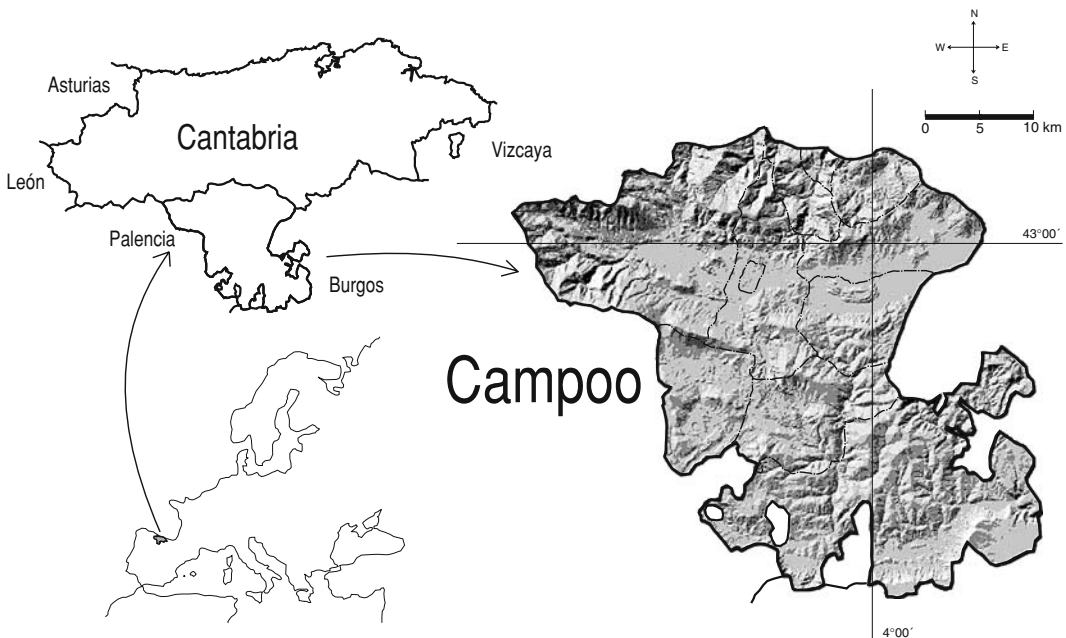 N
W
E
S
0
5
10 km
Asturias
Cantabria
Vizcaya
León
Palencia
Burgos
43°00´
Campoo
4°00´